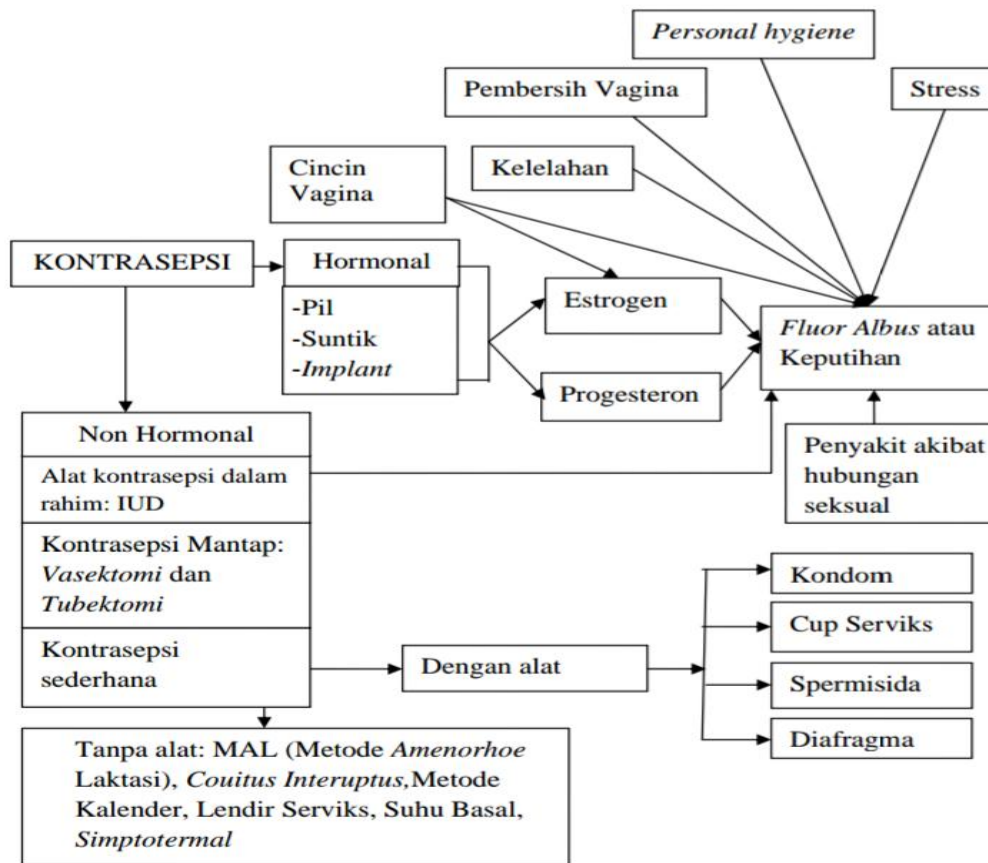 Personal hygiene
Pembersih Vagina
Stress
Cincin
Vagina
Kelelahan
KONTRASEPSI
Hormonal
-Pil
-Suntik
-Implant
Estrogen
Progesteron
Fluor Albus atau
Keputihan
Non Hormonal
Alat kontrasepsi dalam
rahim: IUD
Kontrasepsi Mantap:
Vasektomi dan
Tubektomi
Kontrasepsi
sederhana
Penyakit akibat
hubungan
seksual
Dengan alat
Kondom
Cup Serviks
Spermisida
Diafragma
Tanpa alat: MAL (Metode Amenorhoe
Laktasi), Couitus Interuptus,Metode
Kalender, Lendir Serviks, Suhu Basal,
Simptotermal